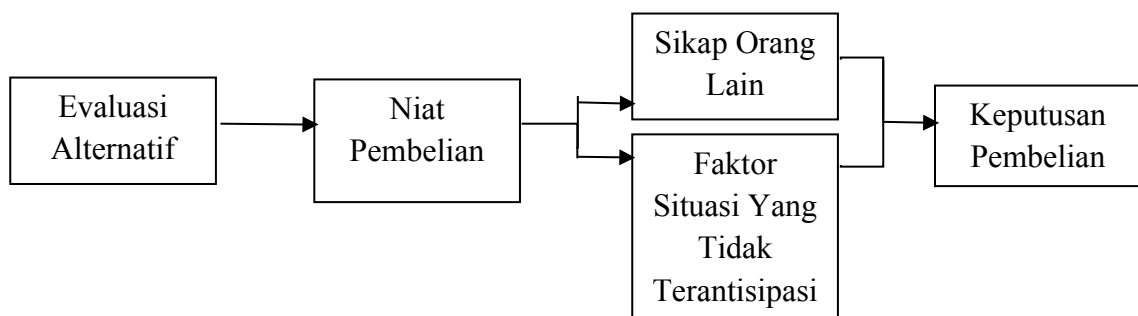 Evaluasi
Alternatif
Niat
Pembelian
Sikap Orang
Lain
Faktor
Situasi Yang
Tidak
Terantisipasi
Keputusan
Pembelian